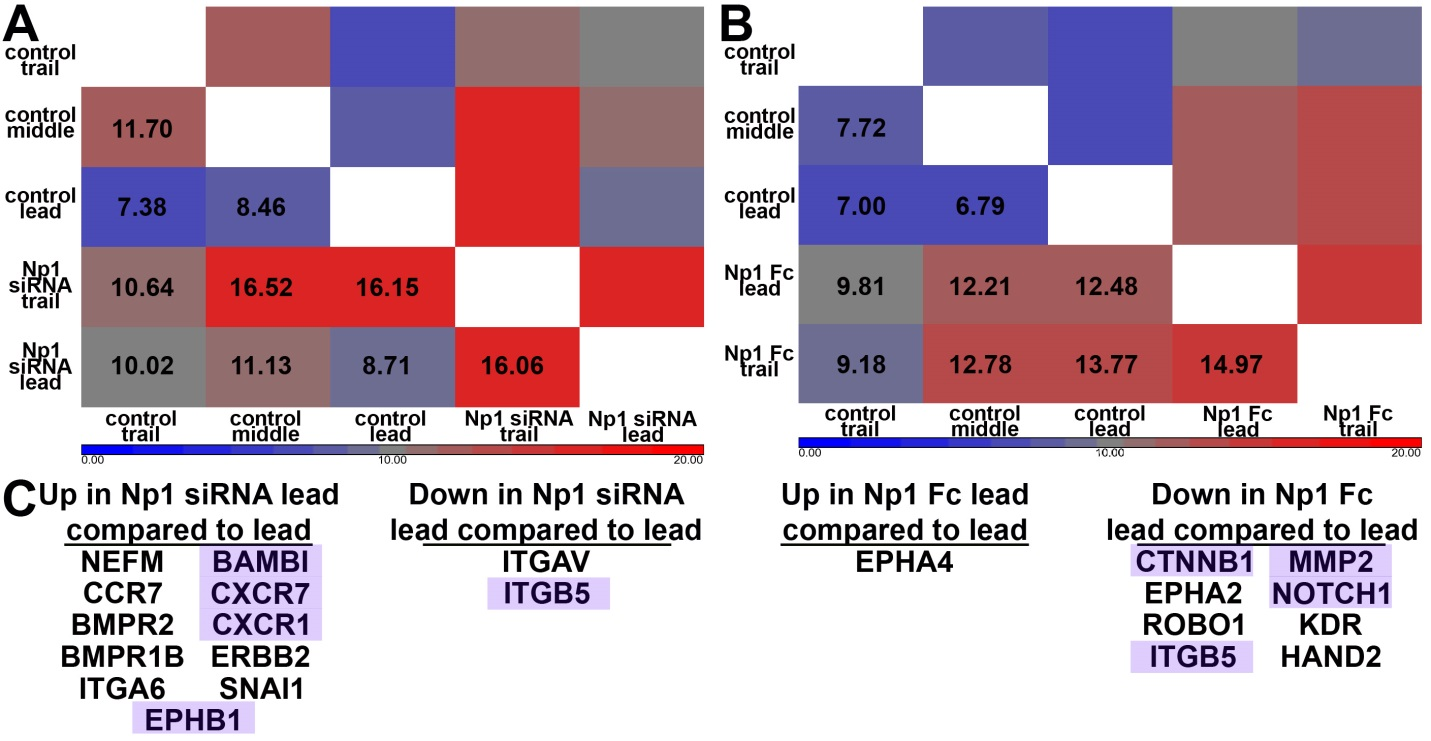 A
control
trail
control
middle
11.70
control
lead
7.38 8.46
Np1
siRNA
trail
10.64 16.52 16.15
Np1
siRNA
lead
10.02 11.13 8.71 16.06
control
trail
control
middle
control
lead
Np1 siRNA
trail
Np1 siRNA
lead
0.00 10.00 20.00
B
control
trail
control
middle
7.72
control
lead
7.00 6.79
Np1 Fc
lead
9.81 12.21 12.48
Np1 Fc
trail
9.18 12.78 13.77 14.97
control
trail
control
middle
control
lead
Np1 Fc
lead
Np1 Fc
trail
0.00 10.00 20.00
C
Up in Np1 siRNA lead
compared to lead
NEFM BAMBI
CCR7 CXCR7
BMPR2 CXCR1
BMPR1B ERBB2
ITGA6 SNAI1
EPHB1
Down in Np1 siRNA
lead compared to lead
ITGAV
ITGB5
Up in Np1 Fc lead
compared to lead
EPHA4
Down in Np1 Fc
lead compared to lead
CTNNB1 MMP2
EPHA2 NOTCH1
ROBO1 KDR
ITGB5 HAND2